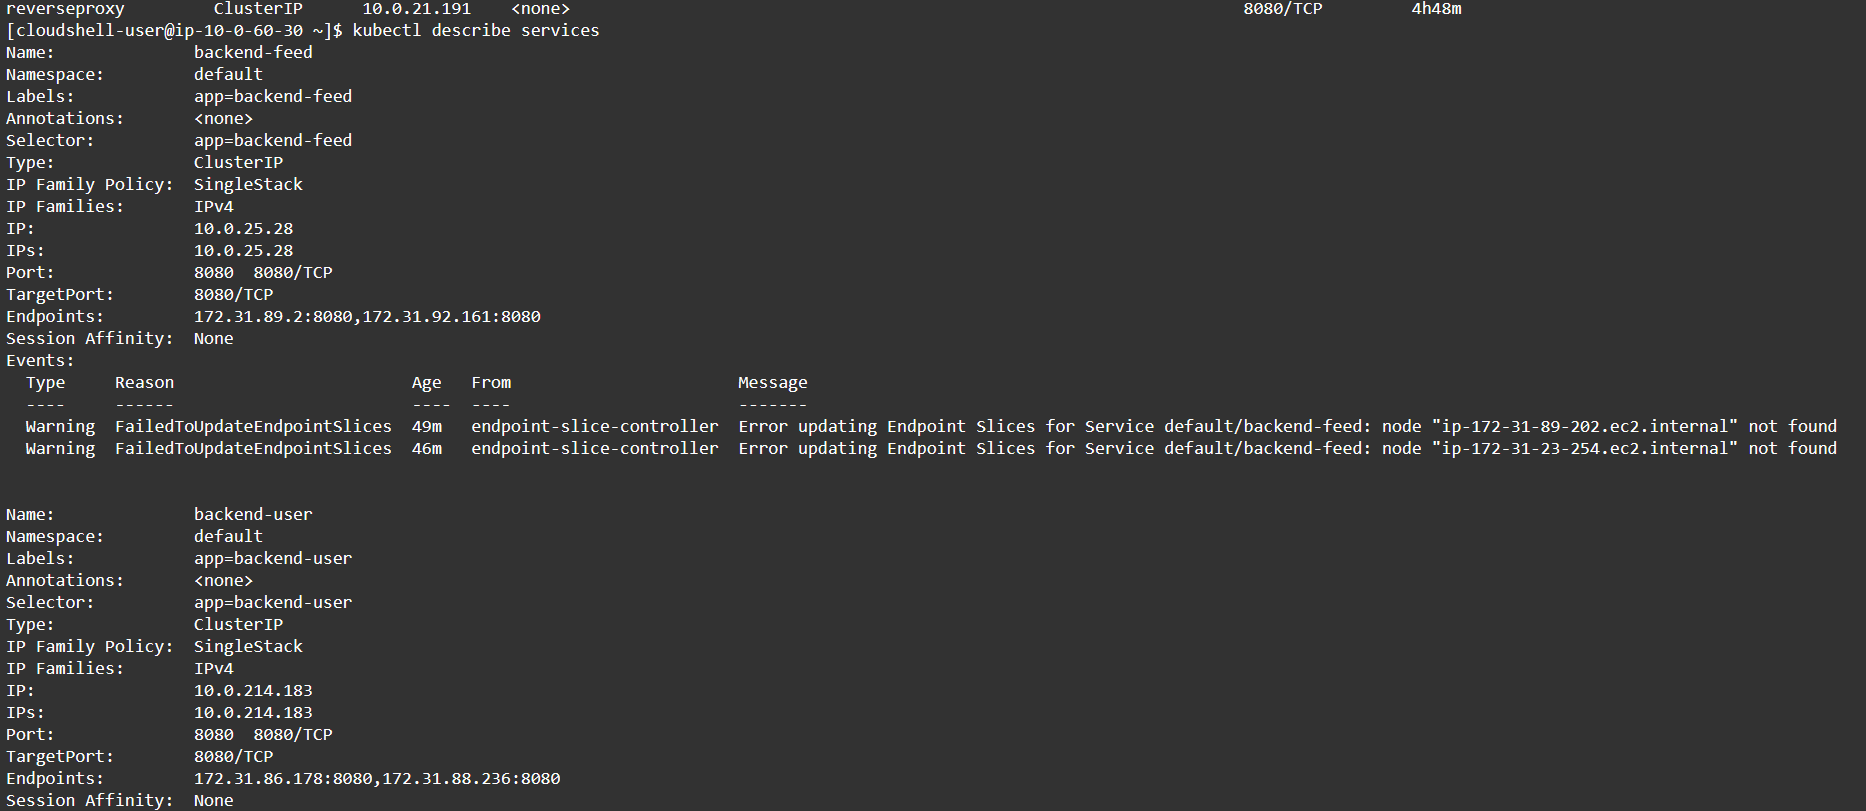 reverseproxy         ClusterIP      10.0.21.191    <none>                                                                    8080/TCP         4h48m
[cloudshell-user@ip-10-0-60-30 ~]$ kubectl describe services
Name:              backend-feed
Namespace:         default
Labels:            app=backend-feed
Annotations:       <none>
Selector:          app=backend-feed
Type:              ClusterIP
IP Family Policy:  SingleStack
IP Families:       IPv4
IP:                10.0.25.28
IPs:               10.0.25.28
Port:              8080  8080/TCP
TargetPort:        8080/TCP
Endpoints:         172.31.89.2:8080,172.31.92.161:8080
Session Affinity:  None
Events:
  Type     Reason                        Age   From                       Message
  ----     ------                        ----  ----                       -------
  Warning  FailedToUpdateEndpointSlices  49m   endpoint-slice-controller  Error updating Endpoint Slices for Service default/backend-feed: node "ip-172-31-89-202.ec2.internal" not found
  Warning  FailedToUpdateEndpointSlices  46m   endpoint-slice-controller  Error updating Endpoint Slices for Service default/backend-feed: node "ip-172-31-23-254.ec2.internal" not found
Name:              backend-user
Namespace:         default
Labels:            app=backend-user
Annotations:       <none>
Selector:          app=backend-user
Type:              ClusterIP
IP Family Policy:  SingleStack
IP Families:       IPv4
IP:                10.0.214.183
IPs:               10.0.214.183
Port:              8080  8080/TCP
TargetPort:        8080/TCP
Endpoints:         172.31.86.178:8080,172.31.88.236:8080
Session Affinity:  None